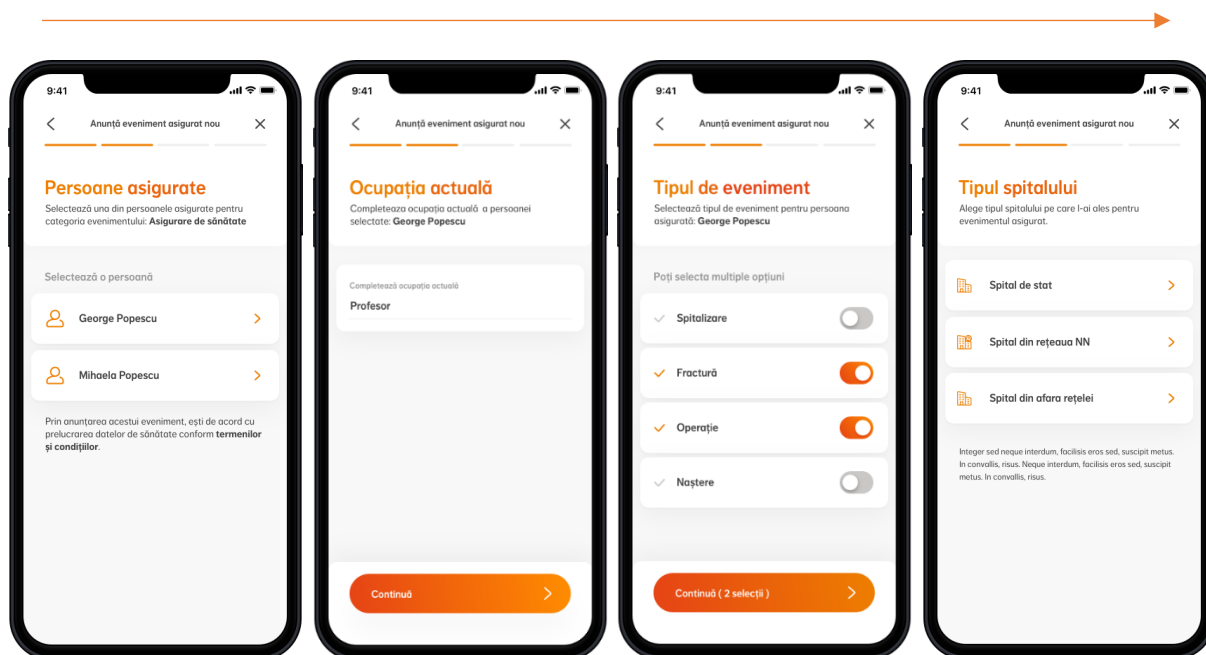 9:41
Anunță eveniment asigurat nou
Persoane asigurate
Selectează una din persoanele asigurate pentru
categoria evenimentului: Asigurare de sănătate
Selectează o persoană
George Popescu
Mihaela Popescu
Prin anunțarea acestui eveniment, ești de acord cu
prelucrarea datelor de sănătate conform termenilor
și condițiilor.
9:41
Anunță eveniment asigurat nou
Ocupația actuală
Completeaza ocupația actuală a persoanei
selectate: George Popescu
Completează ocupația actuală
Profesor
Continuă
9:41
Anunță eveniment asigurat nou
Tipul de eveniment
Selectează tipul de eveniment pentru persoana
asigurată: George Popescu
Poți selecta multiple opțiuni
Spitalizare
Fractură
Operație
Naștere
Continuă ( 2 selecții )
9:41
Anunță eveniment asigurat nou
Tipul spitalului
Alege tipul spitalului pe care l-ai ales pentru
evenimentul asigurat.
Spital de stat
Spital din rețeaua NN
Spital din afara rețelei
Integer sed neque interdum, facilisis eros sed, suscipit metus.
In convallis, risus. Neque interdum, facilisis eros sed, suscipit
metus. In convallis, risus.